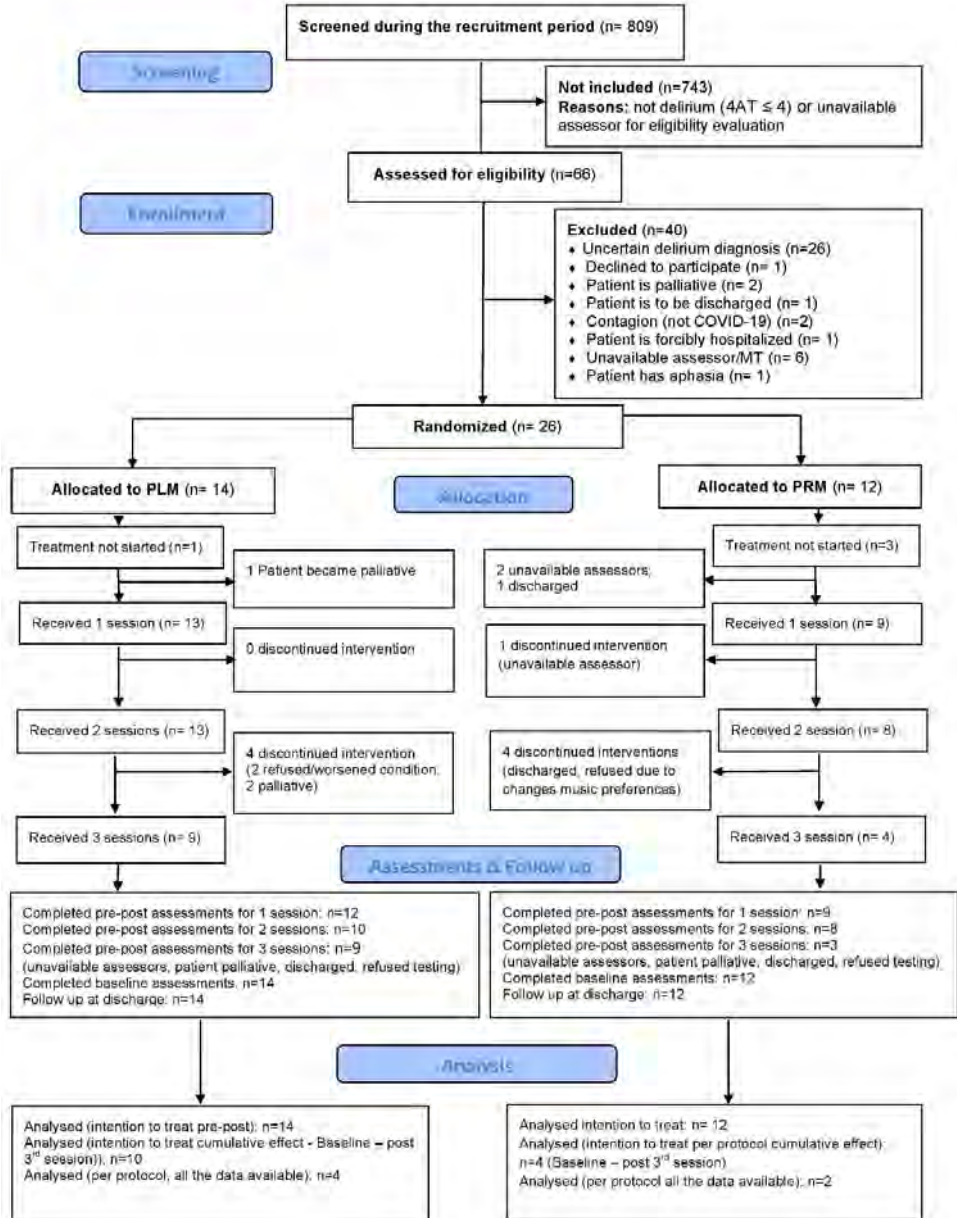 Screened during the recruitment period (n= 809)
Screening
Not included (n=743)
Reasons: not delirium (4AT ≤ 4) or unavailable
assessor for eligibility evaluation
Assessed for eligibility (n=66)
Enrollment
Excluded (n=40)
♦ Uncertain delirium diagnosis (n=26)
♦ Declined to participate (n= 1)
♦ Patient is palliative (n= 2)
♦ Patient is to be discharged (n= 1)
♦ Contagion (not COVID-19) (n=2)
♦ Patient is forcibly hospitalized (n= 1)
♦ Unavailable assessor/MT (n= 6)
♦ Patient has aphasia (n= 1)
Randomized (n= 26)
Allocated to PLM (n= 14)
Allocation
Allocated to PRM (n= 12)
Treatment not started (n=1)
Treatment not started (n=3)
1 Patient became palliative
2 unavailable assessors;
1 discharged
Received 1 session (n= 13)
Received 1 session (n= 9)
0 discontinued intervention
1 discontinued intervention
(unavailable assessor)
Received 2 sessions (n= 13)
Received 2 session (n= 8)
4 discontinued intervention
(2 refused/worsened condition,
2 palliative)
4 discontinued interventions
(discharged, refused due to
changes music preferences)
Received 3 sessions (n= 9)
Received 3 session (n= 4)
Assessments & Follow up
Completed pre-post assessments for 1 session: n=12
Completed pre-post assessments for 2 sessions: n=10
Completed pre-post assessments for 3 sessions: n=9
(unavailable assessors, patient palliative, discharged, refused testing)
Completed baseline assessments: n=14
Follow up at discharge: n=14
Completed pre-post assessments for 1 session: n=9
Completed pre-post assessments for 2 sessions: n=8
Completed pre-post assessments for 3 sessions: n=3
(unavailable assessors, patient palliative, discharged, refused testing)
Completed baseline assessments: n=12
Follow up at discharge: n=12
Analysis
Analysed (intention to treat pre-post): n=14
Analysed (intention to treat cumulative effect - Baseline – post
3rd session)): n=10
Analysed (per protocol, all the data available): n=4
Analysed intention to treat: n= 12
Analysed (intention to treat per protocol cumulative effect):
n=4 (Baseline – post 3rd session)
Analysed (per protocol all the data available): n=2